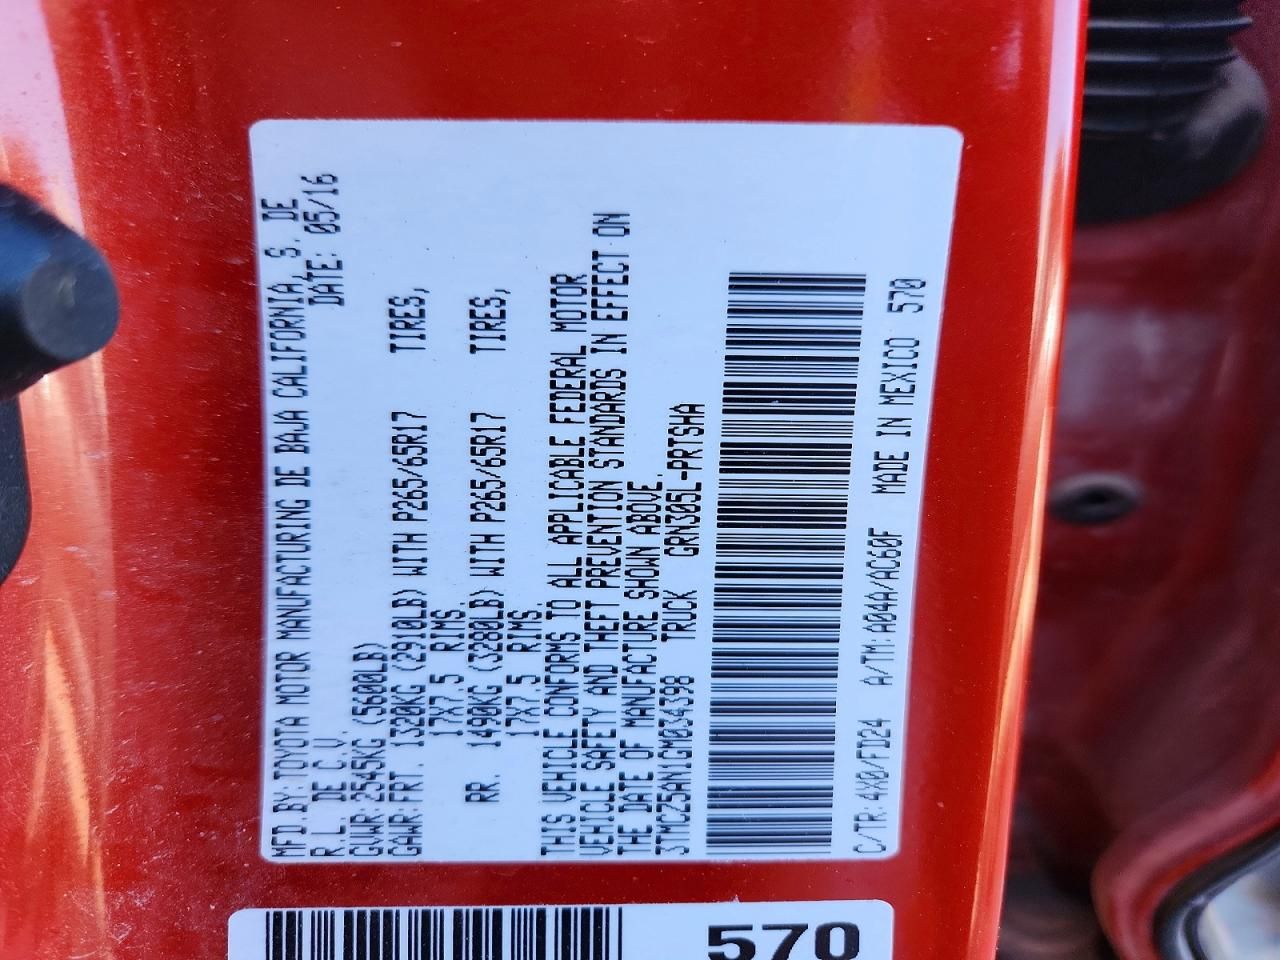 MFD.BY:TOYOTA MOTOR MANUFACTURING DE BAJA CALIFORNIA, S. DE
R.L. DE C.V. DATE: 05/16
GVWR:2545KG (5600LB)
GAWR:FRT. 1320KG (2910LB) WITH P265/65R17 TIRES,
17X7.5 RIMS.
RR. 1490KG (3280LB) WITH P265/65R17 TIRES,
17X7.5 RIMS.
THIS VEHICLE CONFORMS TO ALL APPLICABLE FEDERAL MOTOR
VEHICLE SAFETY AND THEFT PREVENTION STANDARDS IN EFFECT ON
THE DATE OF MANUFACTURE SHOWN ABOVE.
3TMCZ5AN1GM034398 TRUCK GRN305L-PRTSHA
C/TR:4X0/FD24 A/TM:A04A/AC60F MADE IN MEXICO 570
570